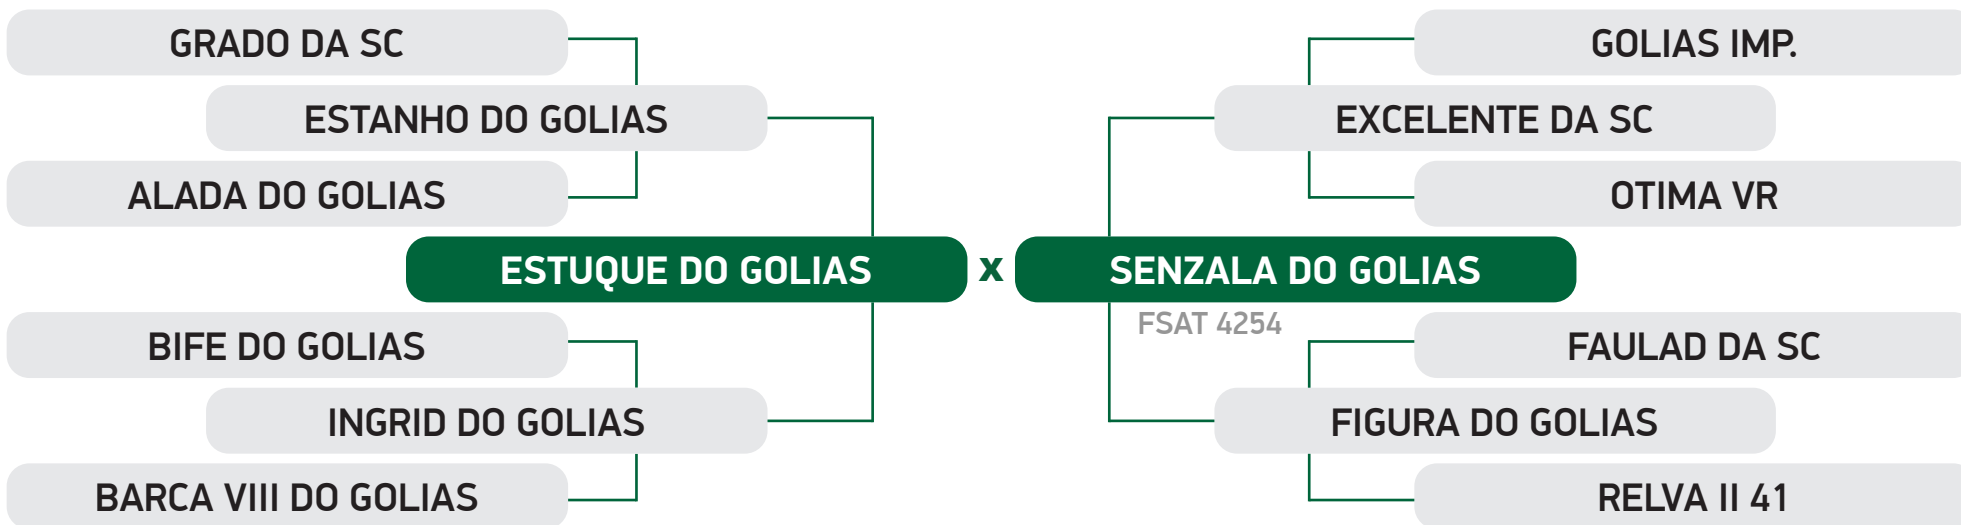 GRADO DA SC
GOLIAS IMP.
ESTANHO DO GOLIAS
EXCELENTE DA SC
ALADA DO GOLIAS
OTIMA VR
ESTUQUE DO GOLIAS x SENZALA DO GOLIAS
FSAT 4254
BIFE DO GOLIAS
FAULAD DA SC
INGRID DO GOLIAS
FIGURA DO GOLIAS
BARCA VIII DO GOLIAS
RELVA II 41